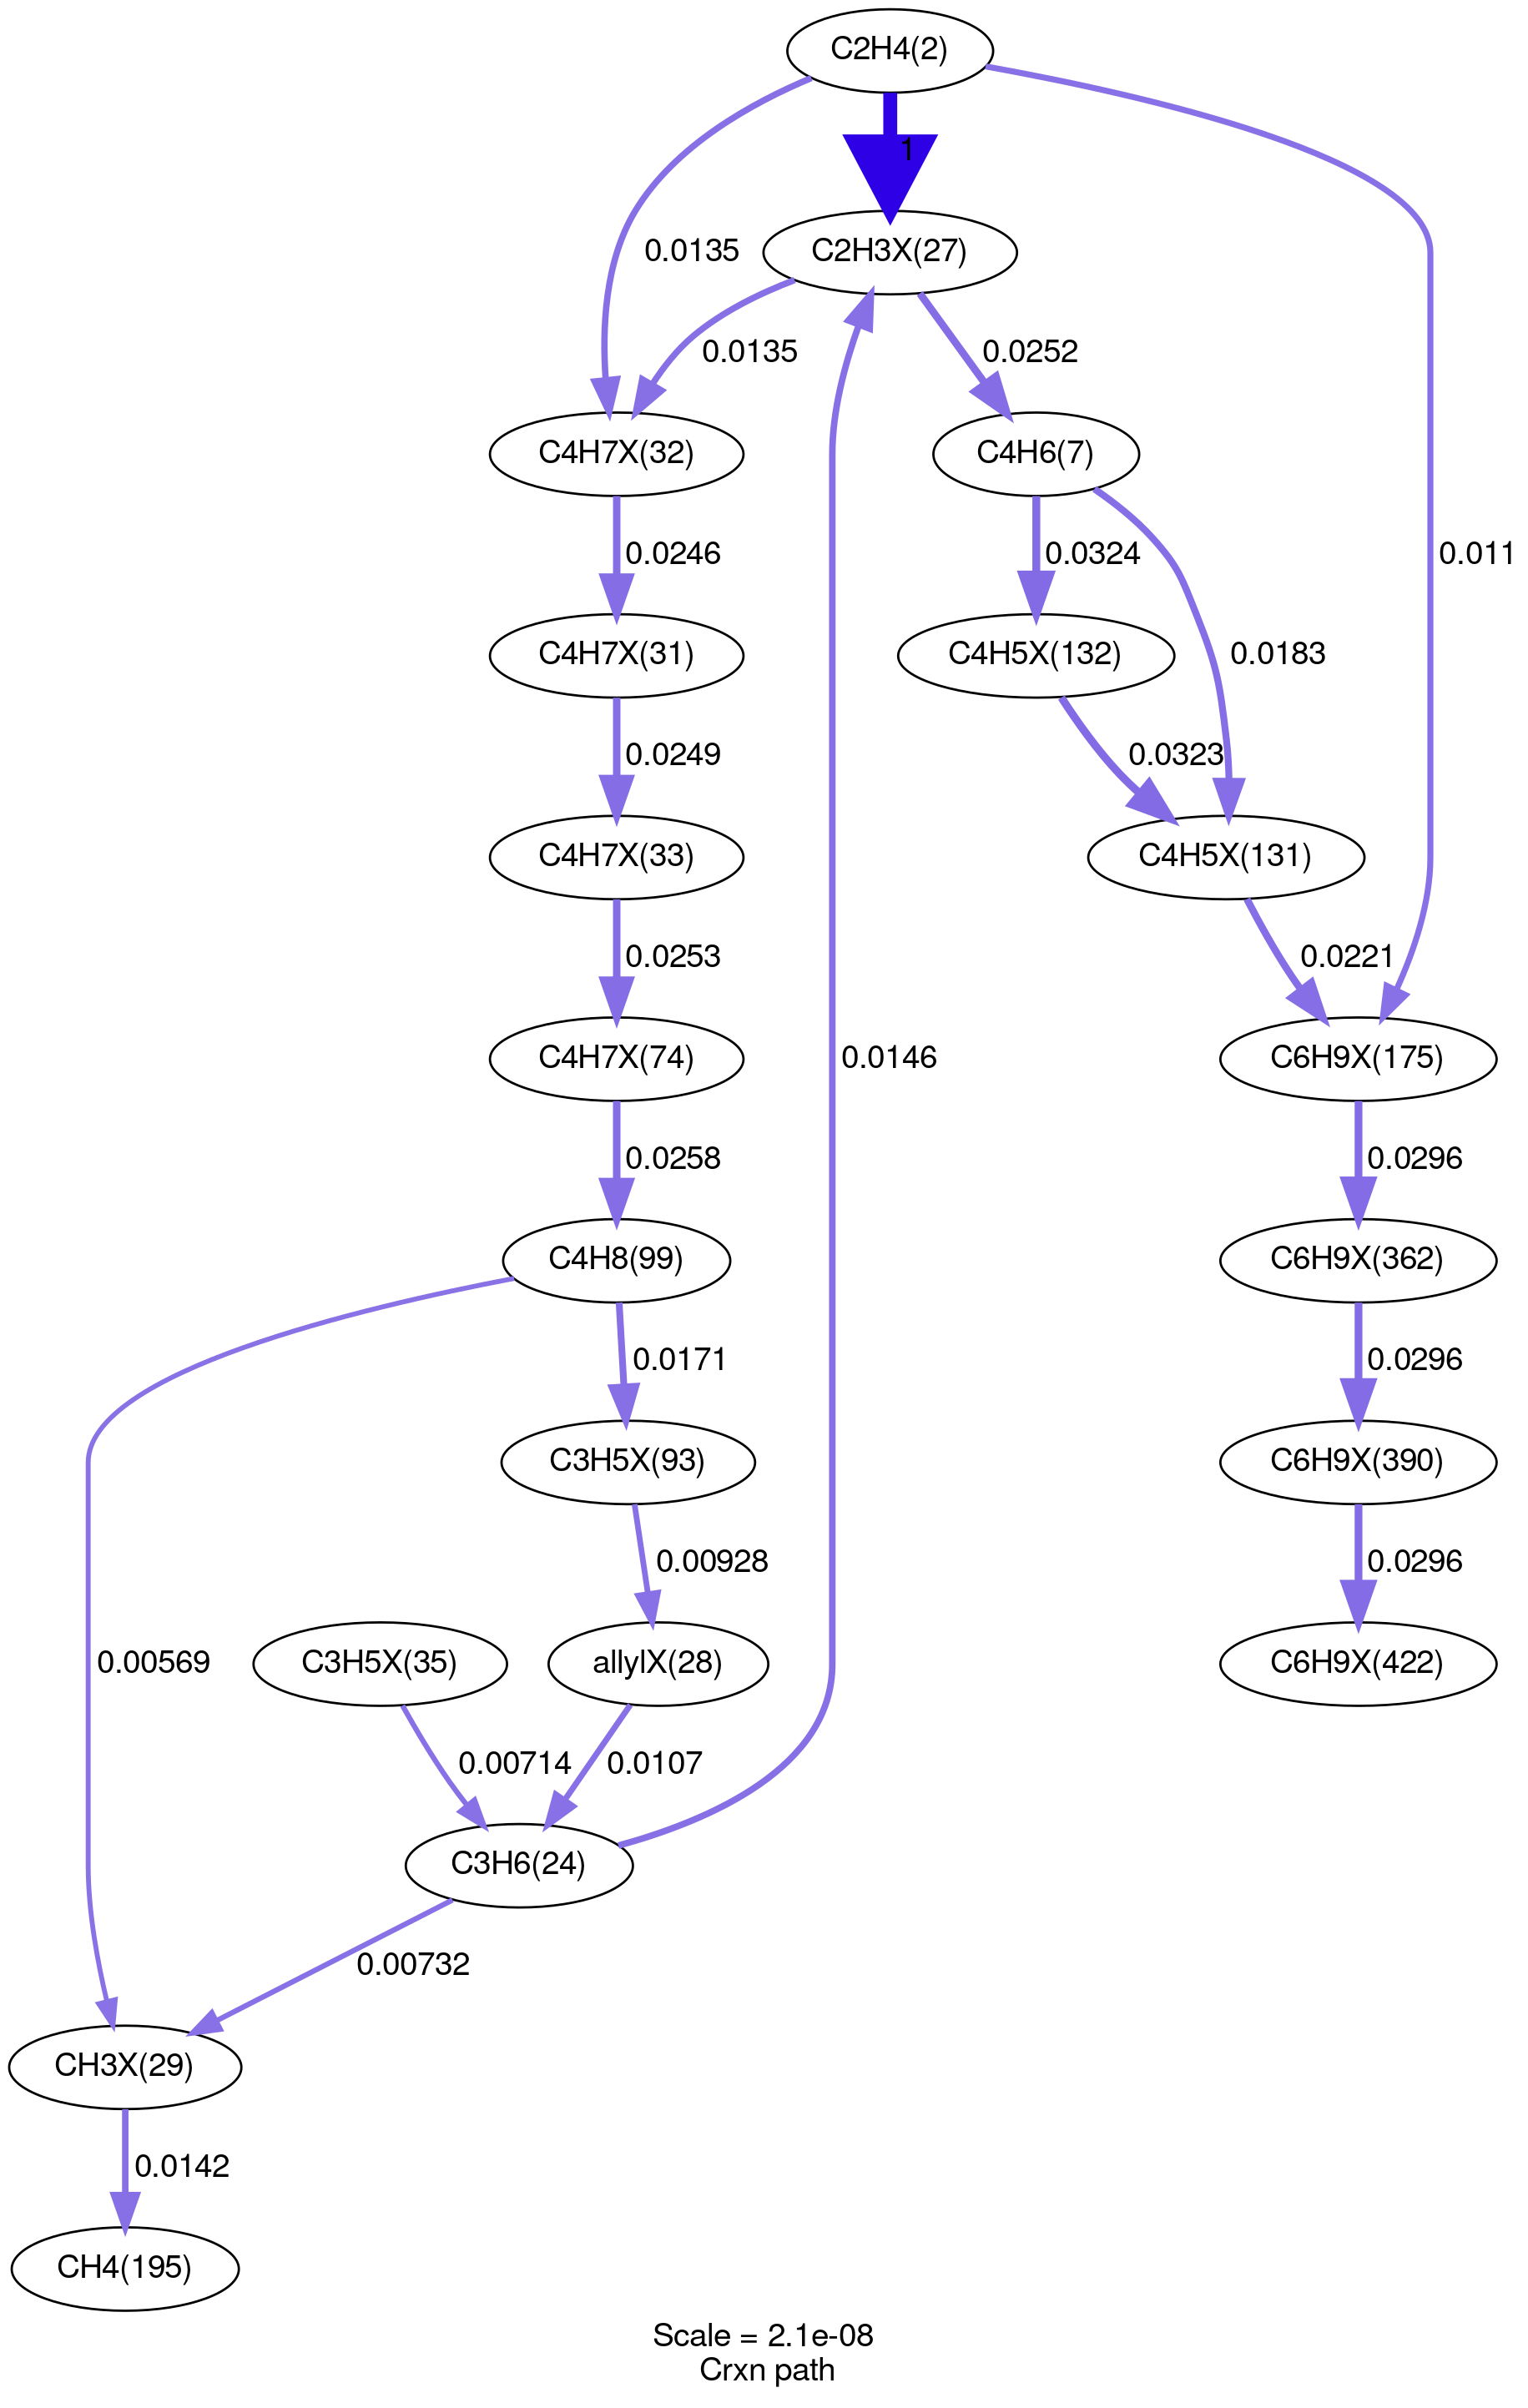 C2H4(2)
1
C2H3X(27)
0.0135
0.0135
0.0252
C4H7X(32)
C4H6(7)
0.0246
0.0324
0.011
C4H7X(31)
C4H5X(132)
0.0183
0.0249
0.0323
C4H7X(33)
C4H5X(131)
0.0253
0.0221
C4H7X(74)
0.0146
C6H9X(175)
0.0258
0.0296
C4H8(99)
C6H9X(362)
0.0171
0.0296
C3H5X(93)
C6H9X(390)
0.00928
0.0296
0.00569
C3H5X(35)
allylX(28)
C6H9X(422)
0.00714
0.0107
C3H6(24)
0.00732
CH3X(29)
0.0142
CH4(195)
Scale = 2.1e-08
Crxn path